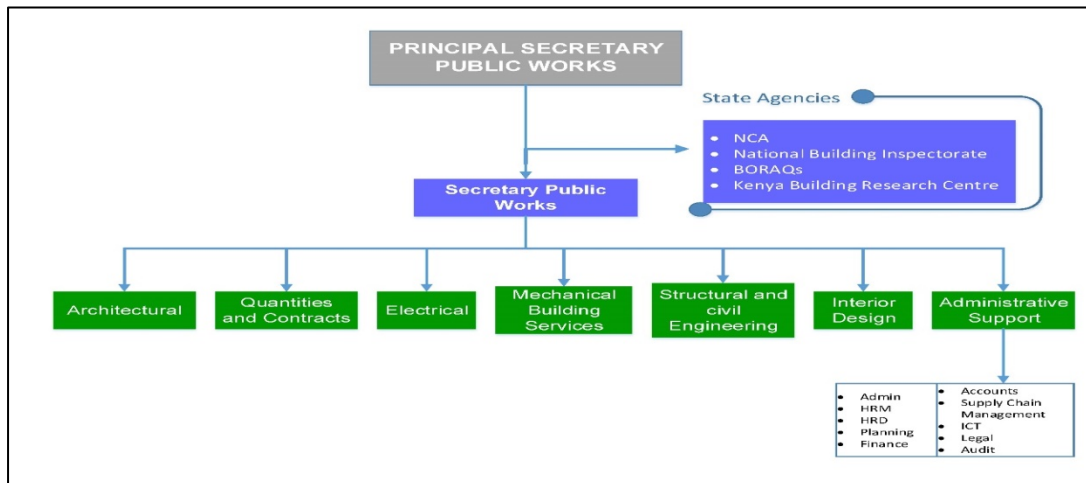 PRINCIPAL SECRETARY
PUBLIC WORKS
State Agencies
• NCA
• National Building Inspectorate
• BORAQs
• Kenya Building Research Centre
Secretary Public
Works
Architectural
Quantities
and Contracts
Electrical
Mechanical
Building
Services
Structural and
civil
Engineering
Interior
Design
Administrative
Support
• Admin
• HRM
• HRD
• Planning
• Finance
• Accounts
• Supply Chain
Management
• ICT
• Legal
• Audit